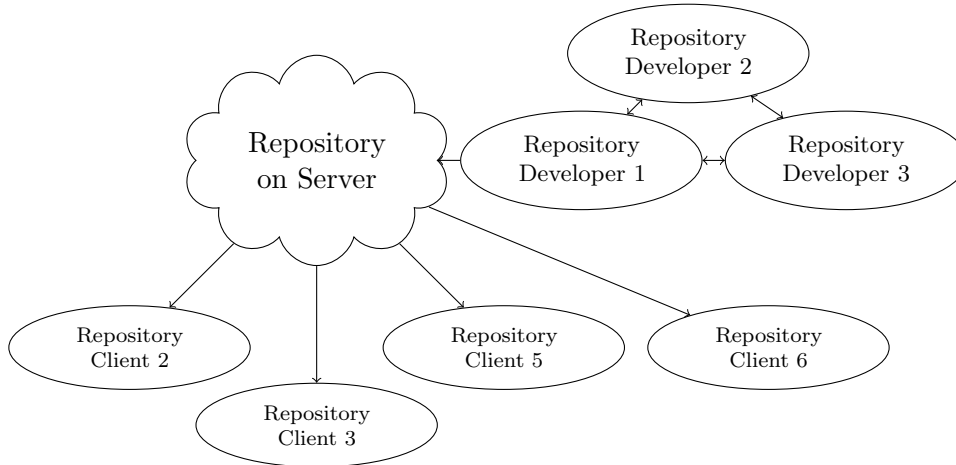 Repository
Developer 2
Repository
on Server
Repository
Developer 1
Repository
Developer 3
Repository
Client 2
Repository
Client 5
Repository
Client 6
Repository
Client 3